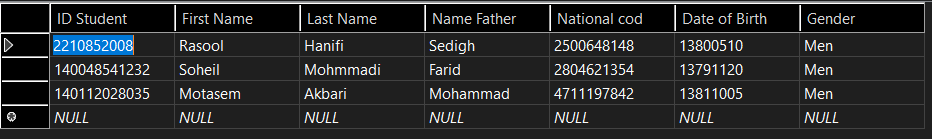 ID Student First Name Last Name Name Father National cod Date of Birth Gender
2210852008 Rasool Hanifi Sedigh 2500648148 13800510 Men
140048541232 Soheil Mohmmadi Farid 2804621354 13791120 Men
140112028035 Motasem Akbari Mohammad 4711197842 13811005 Men
NULL NULL NULL NULL NULL NULL NULL